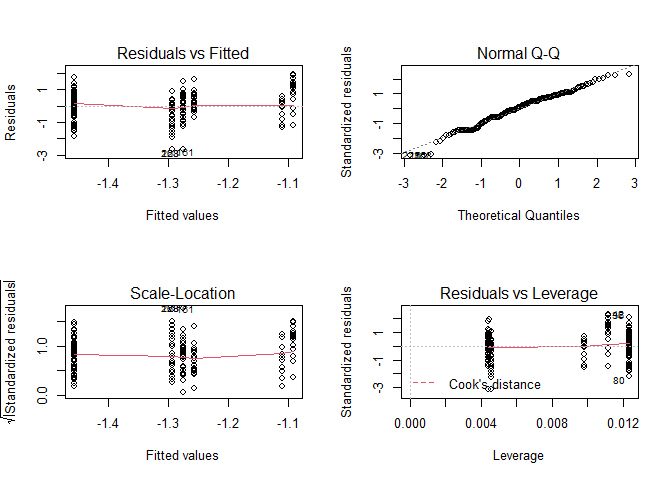 Residuals vs Fitted
Residuals
1
-1
-3
-1.4
-1.3
-1.2
-1.1
Fitted values
Normal Q-Q
Standardized residuals
1
-1
-3
-3
-2
-1
0
1
2
3
Theoretical Quantiles
Scale-Location
√|Standardized residuals|
1.0
0.0
-1.4
-1.3
-1.2
-1.1
Fitted values
Residuals vs Leverage
Standardized residuals
1
-1
-3
80
Cook's distance
0.000
0.004
0.008
0.012
Leverage